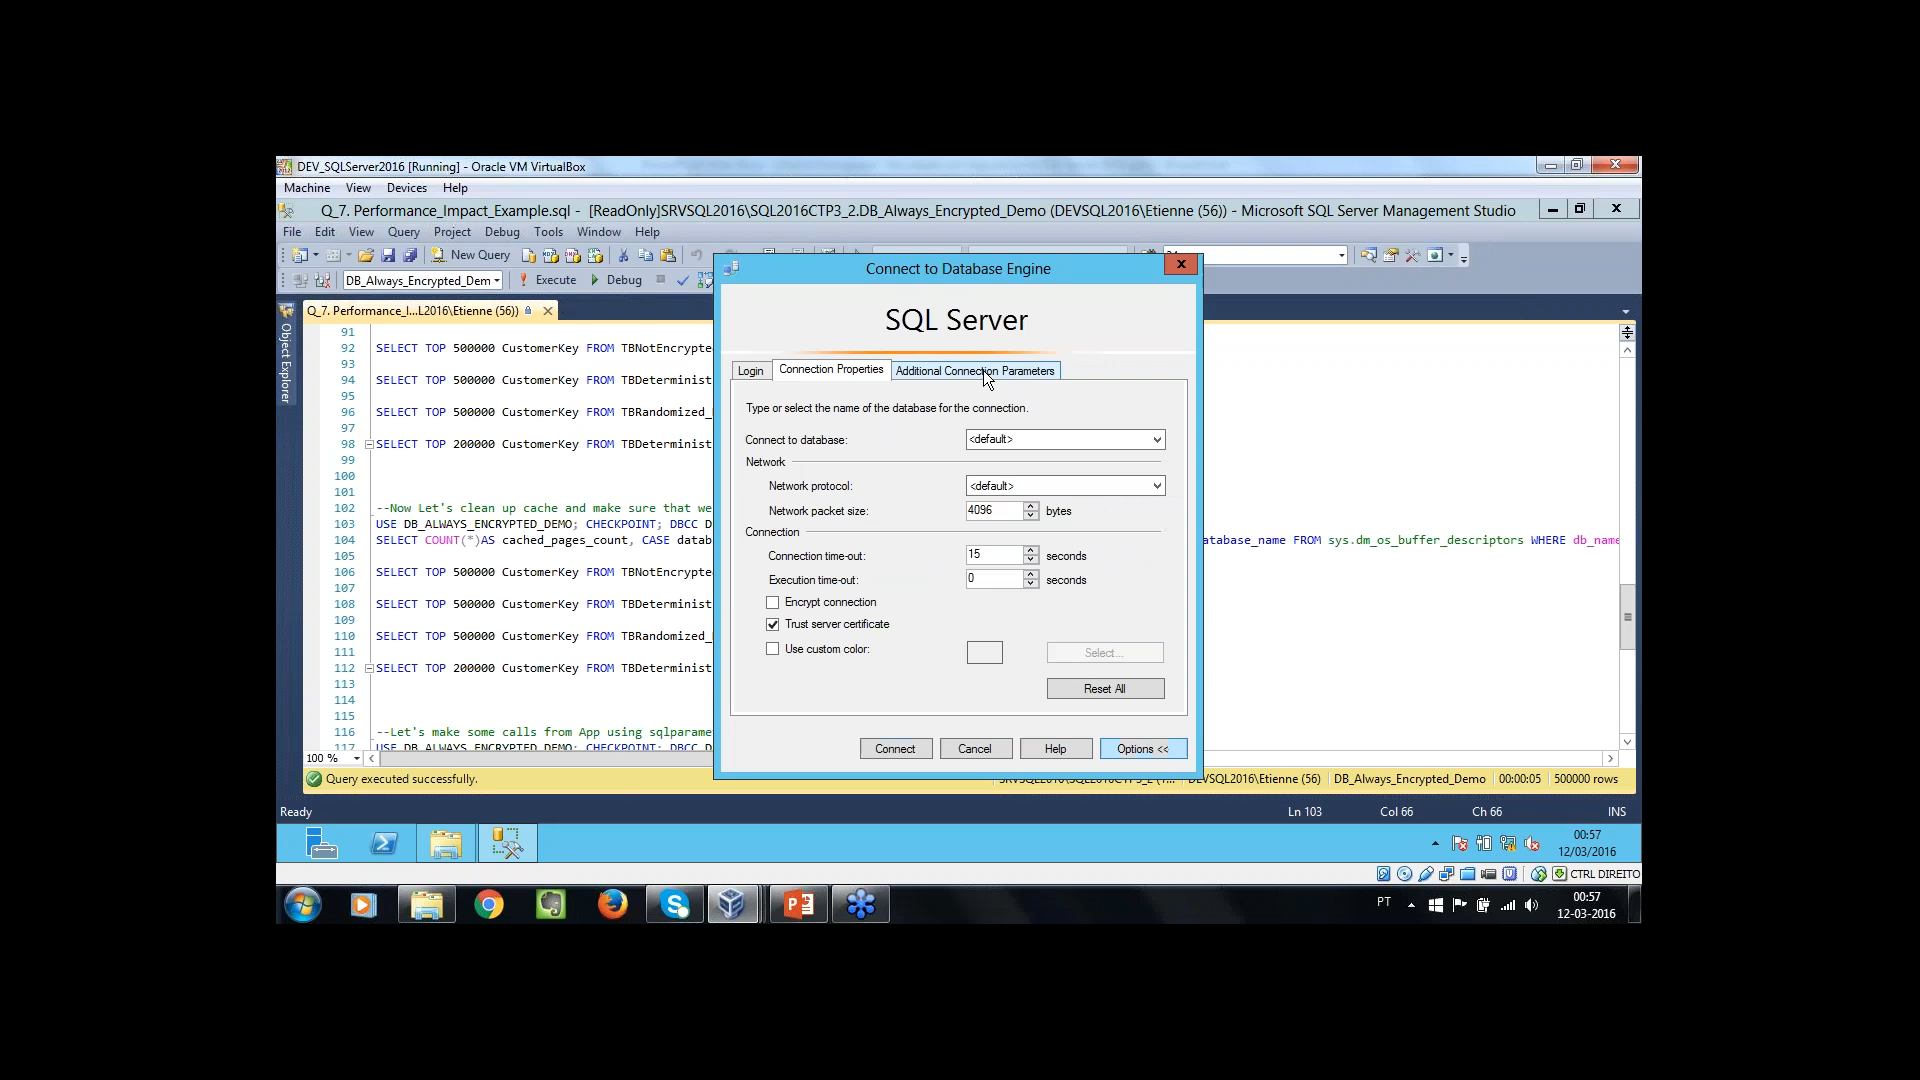 DEV_SQLServer2016 [Running] - Oracle VM VirtualBox
Machine View Devices Help
Q_7. Performance_Impact_Example.sql - [ReadOnly]SRVSQL2016\SQL2016CTP3_2.DB_Always_Encrypted_Demo (DEVSQL2016\Etienne (56)) - Microsoft SQL Server Management Studio
File Edit View Query Project Debug Tools Window Help
New Query
DB_Always_Encrypted_Dem Execute Debug
Object Explorer
Q_7. Performance_I...L2016\Etienne (56))
91
92 SELECT TOP 500000 CustomerKey FROM TBNotEncrypte
93
94 SELECT TOP 500000 CustomerKey FROM TBDeterminist
95
96 SELECT TOP 500000 CustomerKey FROM TBRandomized_
97
98 SELECT TOP 200000 CustomerKey FROM TBDeterminist
99
100
101
102 --Now Let's clean up cache and make sure that we
103 USE DB_ALWAYS_ENCRYPTED_DEMO; CHECKPOINT; DBCC D
104 SELECT COUNT(*)AS cached_pages_count, CASE datab atabase_name FROM sys.dm_os_buffer_descriptors WHERE db_name
105
106 SELECT TOP 500000 CustomerKey FROM TBNotEncrypte
107
108 SELECT TOP 500000 CustomerKey FROM TBDeterminist
109
110 SELECT TOP 500000 CustomerKey FROM TBRandomized_
111
112 SELECT TOP 200000 CustomerKey FROM TBDeterminist
113
114
115
116 --Let's make some calls from App using sqlparame
117 USE DB_ALWAYS_ENCRYPTED_DEMO; CHECKPOINT; DBCC D
100 %
Connect to Database Engine
SQL Server
Login Connection Properties Additional Connection Parameters
Type or select the name of the database for the connection.
Connect to database: <default>
Network
Network protocol: <default>
Network packet size: 4096 bytes
Connection
Connection time-out: 15 seconds
Execution time-out: 0 seconds
Encrypt connection
Trust server certificate
Use custom color: Select...
Reset All
Connect Cancel Help Options <<
Query executed successfully. DEVSQL2016\Etienne (56) DB_Always_Encrypted_Demo 00:00:05 500000 rows
Ready Ln 103 Col 66 Ch 66 INS
00:57
12/03/2016
CTRL DIREITO
PT 00:57
12-03-2016